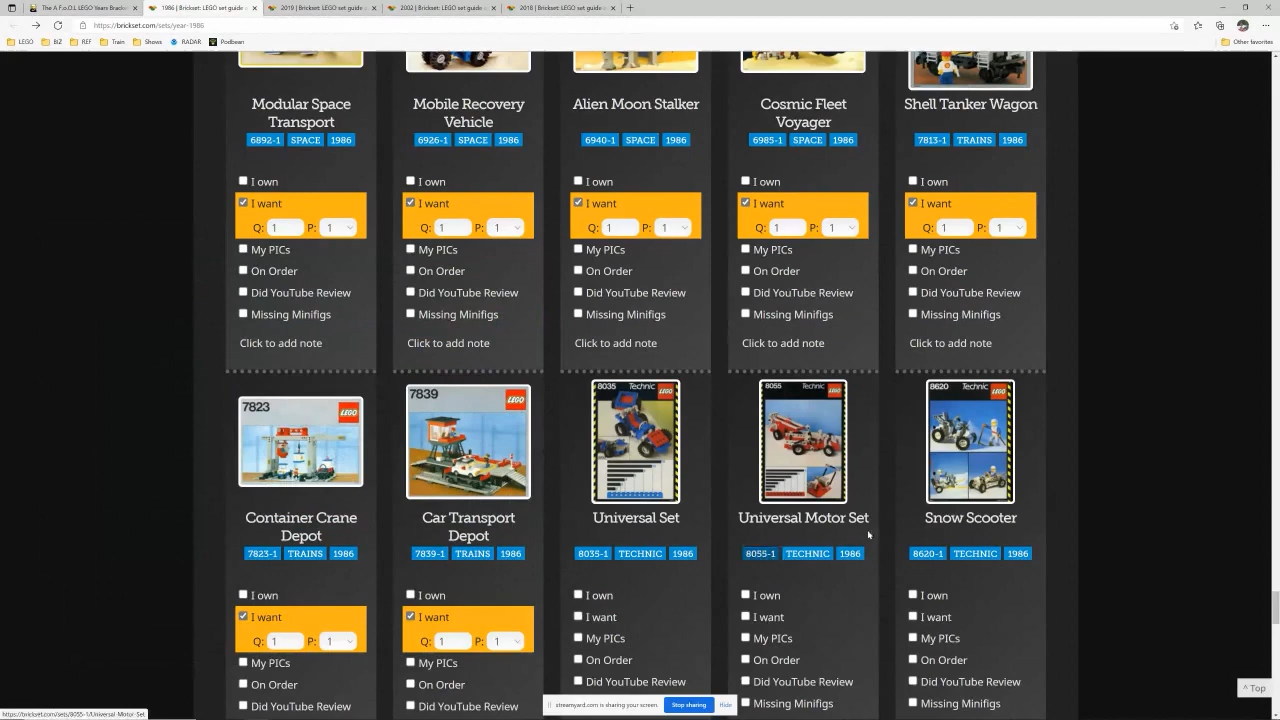 The A.F.o.O.L LEGO Years Bracke
1986 | Brickset: LEGO set guide a
2019 | Brickset: LEGO set guide a
2002 | Brickset: LEGO set guide a
2018 | Brickset: LEGO set guide a
https://brickset.com/sets/year-1986
LEGO BIZ REF Train Shows RADAR Podbean Other favorites
Modular Space Transport
6892-1 SPACE 1986
I own
I want
Q: 1 P: 1
My PICs
On Order
Did YouTube Review
Missing Minifigs
Click to add note
Mobile Recovery Vehicle
6926-1 SPACE 1986
I own
I want
Q: 1 P: 1
My PICs
On Order
Did YouTube Review
Missing Minifigs
Click to add note
Alien Moon Stalker
6940-1 SPACE 1986
I own
I want
Q: 1 P: 1
My PICs
On Order
Did YouTube Review
Missing Minifigs
Click to add note
Cosmic Fleet Voyager
6985-1 SPACE 1986
I own
I want
Q: 1 P: 1
My PICs
On Order
Did YouTube Review
Missing Minifigs
Click to add note
Shell Tanker Wagon
7813-1 TRAINS 1986
I own
I want
Q: 1 P: 1
My PICs
On Order
Did YouTube Review
Missing Minifigs
Click to add note
7823 LEGO
Container Crane Depot
7823-1 TRAINS 1986
I own
I want
Q: 1 P: 1
My PICs
On Order
Did YouTube Review
7839 LEGO
Car Transport Depot
7839-1 TRAINS 1986
I own
I want
Q: 1 P: 1
My PICs
On Order
Did YouTube Review
8035 Technic LEGO
Universal Set
8035-1 TECHNIC 1986
I own
I want
My PICs
On Order
Did YouTube Review
8055 Technic LEGO
Universal Motor Set
8055-1 TECHNIC 1986
I own
I want
My PICs
On Order
Did YouTube Review
Missing Minifigs
8620 Technic LEGO
Snow Scooter
8620-1 TECHNIC 1986
I own
I want
My PICs
On Order
Did YouTube Review
Missing Minifigs
^ Top
streamyard.com is sharing your screen. Stop sharing Hide
https://brickset.com/sets/8055-1/Universal-Motor-Set